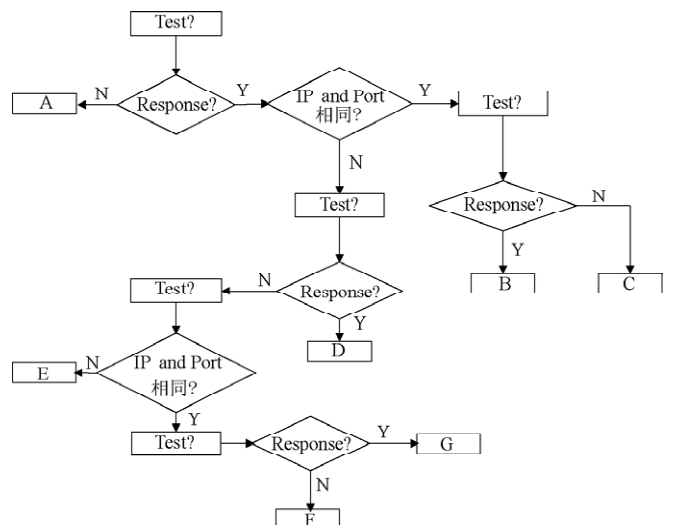 Test?
A
N
Response?
Y
IP and Port
相同?
Y
Test?
N
Test?
Response?
N
Y
B
C
Test?
N
Response?
Y
D
E
N
IP and Port
相同?
Y
Test?
Response?
Y
G
N
F